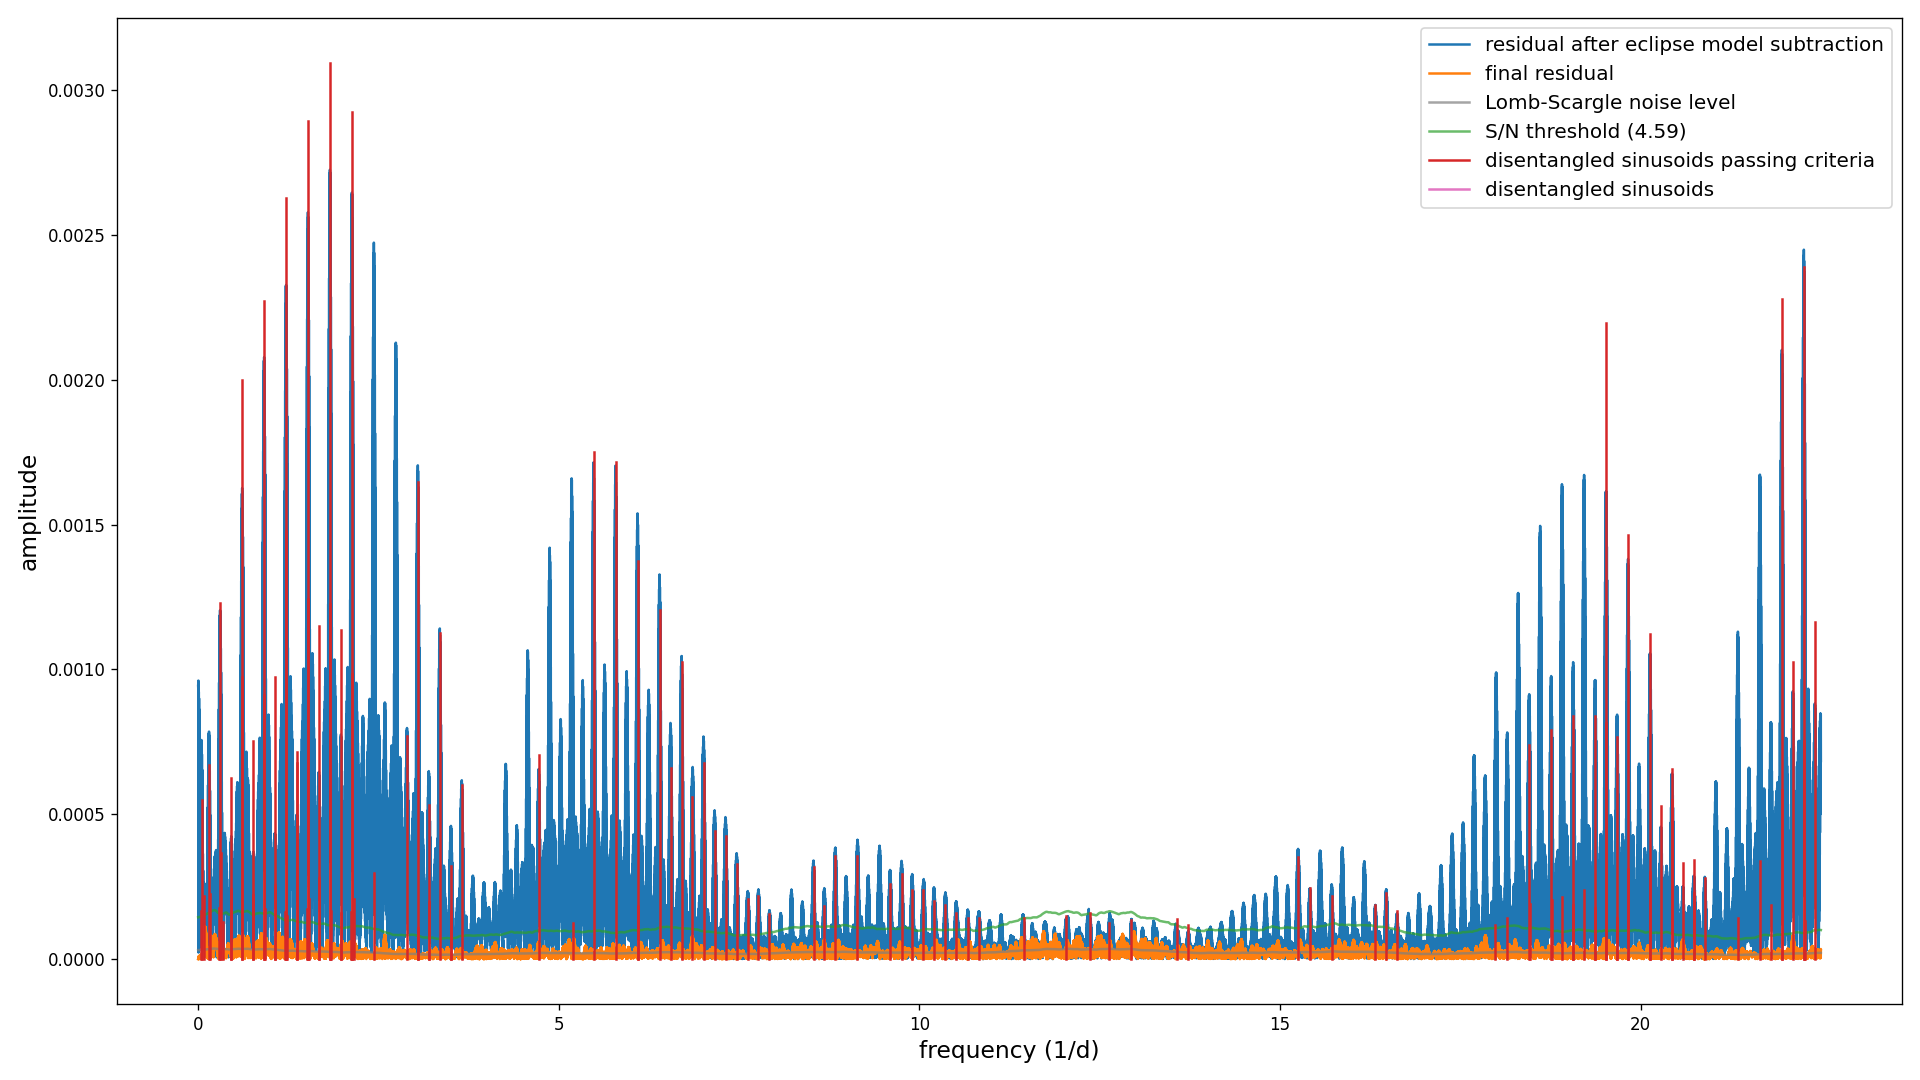 residual after eclipse model subtraction
final residual
Lomb-Scargle noise level
S/N threshold (4.59)
disentangled sinusoids passing criteria
disentangled sinusoids
amplitude
0.0030
0.0025
0.0020
0.0015
0.0010
0.0005
0.0000
0 5 10 15 20
frequency (1/d)